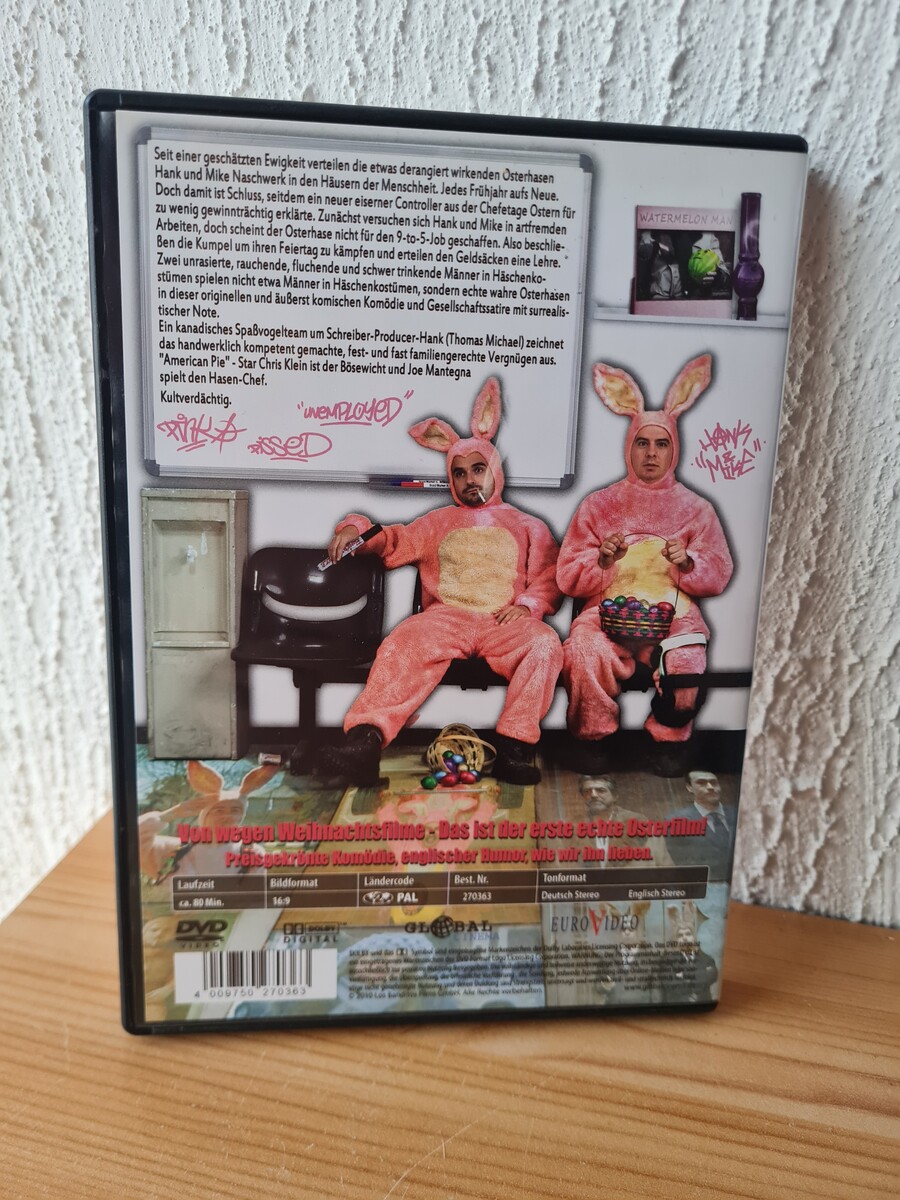 Seit einer geschätzten Ewigkeit verteilen die etwas derangiert wirkenden Osterhasen
Hank und Mike Naschwerk in den Häusern der Menschheit. Jedes Frühjahr aufs Neue.
Doch damit ist Schluss, seitdem ein neuer eiserner Controller aus der Chefetage Ostern für
zu wenig gewinnträchtig erklärte. Zunächst versuchen sich Hank und Mike in artfremden
Arbeiten, doch scheint der Osterhase nicht für den 9-to-5-Job geschaffen. Also beschlie-
Ben die Kumpel um ihren Feiertag zu kämpfen und erteilen den Geldsäcken eine Lehre.
Zwei unrasierte, rauchende, fluchende und schwer trinkende Männer in Häschenko-
stümen spielen nicht etwa Männer in Häschenkostümen, sondern echte wahre Osterhasen
in dieser originellen und äußerst komischen Komödie und Gesellschaftssatire mit surrealis-
tischer Note.
Ein kanadisches Spaßvogelteam um Schreiber-Producer-Hank (Thomas Michael) zeichnet
das handwerklich kompetent gemachte, fest- und fast familiengerechte Vergnügen aus.
"American Pie" - Star Chris Klein ist der Bösewicht und Joe Mantegna
spielt den Hasen-Chef.
Kultverdächtig.
WATERMELON MAN
"UNEMPLOYED"
PINK &
PISSED
HANK
"& MIKE"
Von wegen Weihnachtsfilme - Das ist der erste echte Osterfilm!
Preisgekrönte Komödie, englischer Humor, wie wir ihn lieben.
Laufzeit Bildformat Ländercode Best. Nr. Tonformat
ca. 80 Min. 16:9 2 PAL 270363 Deutsch Stereo Englisch Stereo
DVD VIDEO
DOLBY DIGITAL
GLOBAL CINEMA
EUROVIDEO
4 009750 270363